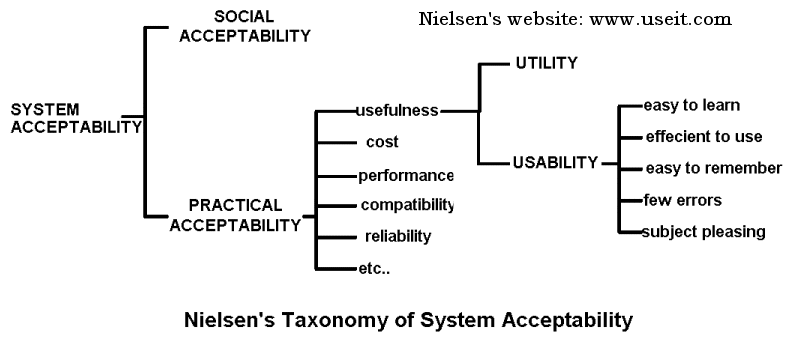 Nielsen's website: www.useit.com
SOCIAL
ACCEPTABILITY
SYSTEM
ACCEPTABILITY
PRACTICAL
ACCEPTABILITY
usefulness
cost
performance
compatibility
reliability
etc..
UTILITY
USABILITY
easy to learn
effecient to use
easy to remember
few errors
subject pleasing
Nielsen's Taxonomy of System Acceptability